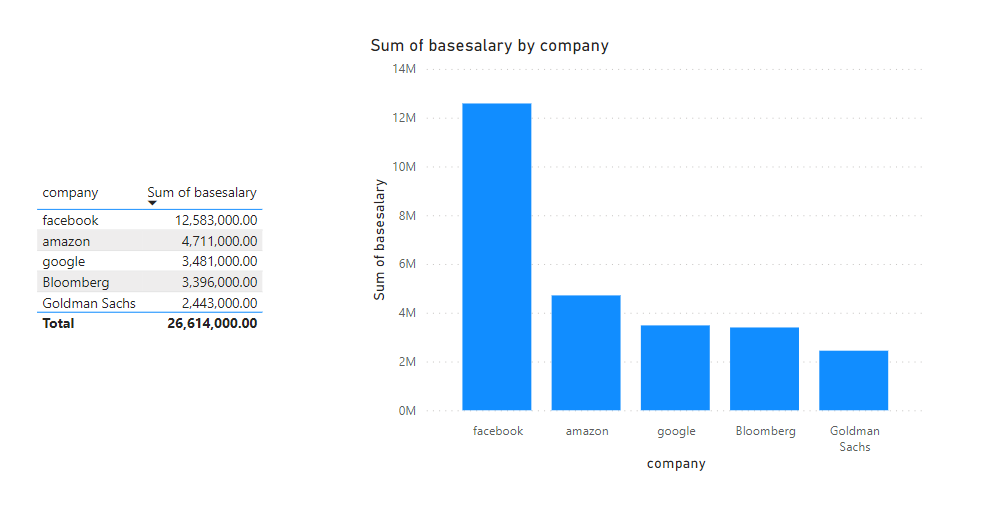 company Sum of basesalary
facebook 12,583,000.00
amazon 4,711,000.00
google 3,481,000.00
Bloomberg 3,396,000.00
Goldman Sachs 2,443,000.00
Total 26,614,000.00
Sum of basesalary by company
Sum of basesalary
14M
12M
10M
8M
6M
4M
2M
0M
facebook amazon google Bloomberg Goldman
Sachs
company